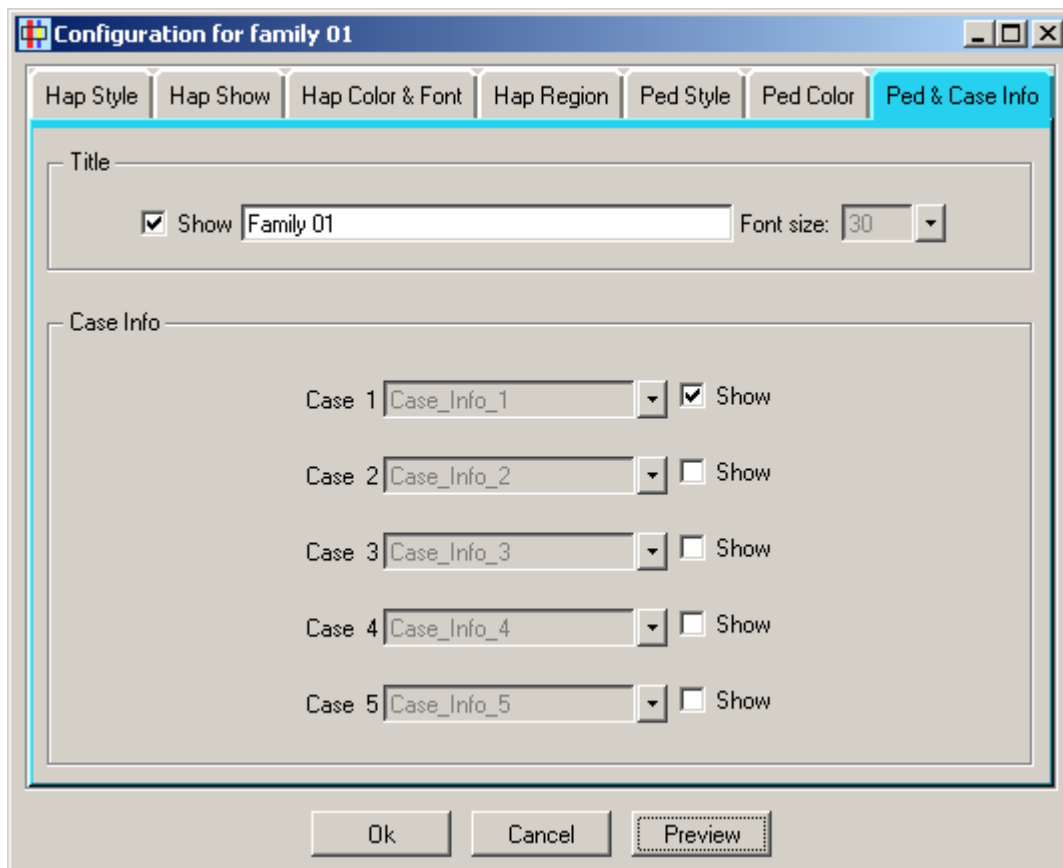 Configuration for family 01
Hap Style Hap Show Hap Color & Font Hap Region Ped Style Ped Color Ped & Case Info
Title
Show Family 01 Font size: 30
Case Info
Case 1 Case_Info_1 Show
Case 2 Case_Info_2 Show
Case 3 Case_Info_3 Show
Case 4 Case_Info_4 Show
Case 5 Case_Info_5 Show
Ok Cancel Preview